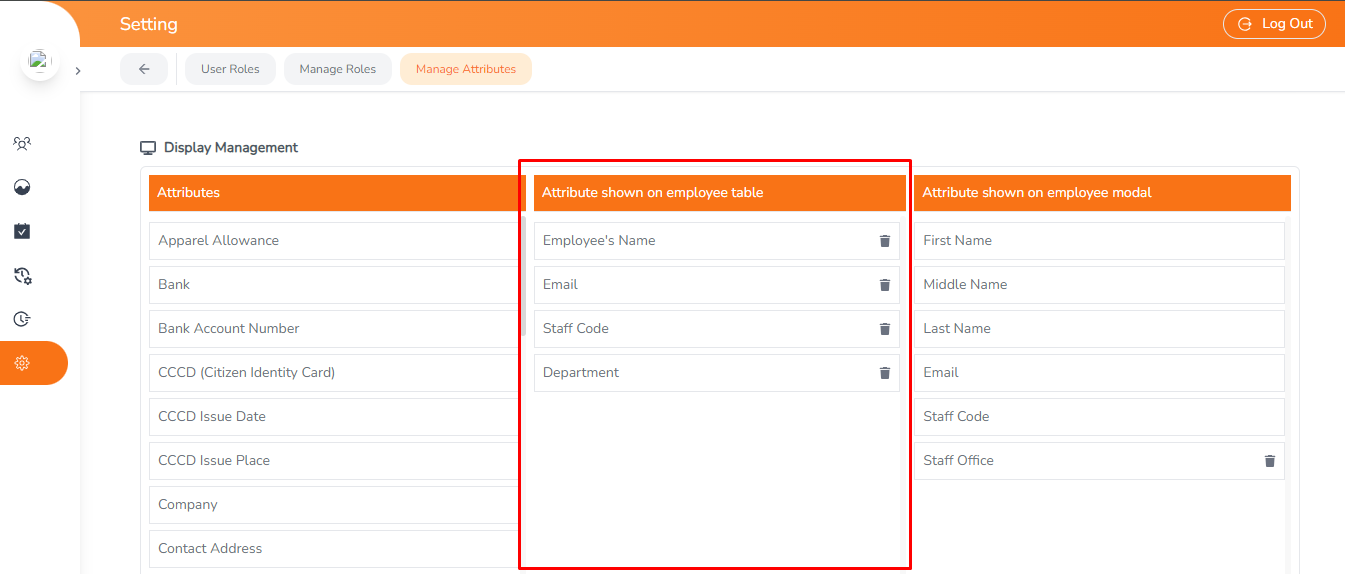 Setting
Log Out
User Roles
Manage Roles
Manage Attributes
Display Management
Attributes
Apparel Allowance
Bank
Bank Account Number
CCCD (Citizen Identity Card)
CCCD Issue Date
CCCD Issue Place
Company
Contact Address
Attribute shown on employee table
Employee's Name
Email
Staff Code
Department
Attribute shown on employee modal
First Name
Middle Name
Last Name
Email
Staff Code
Staff Office